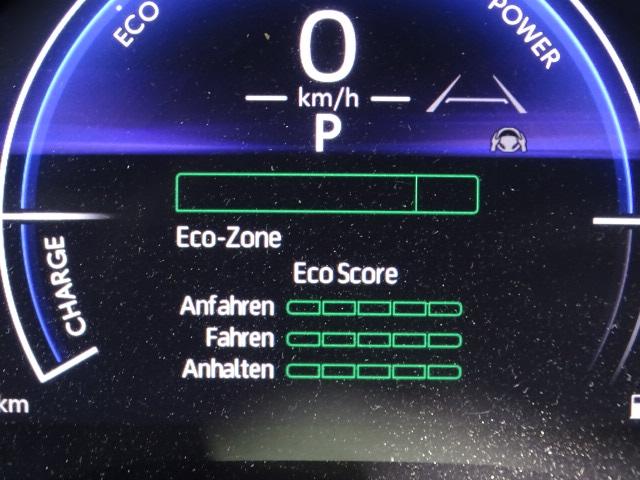 ECO
POWER
0
km/h
P
Eco-Zone
Eco Score
CHARGE
Anfahren
Fahren
Anhalten
km